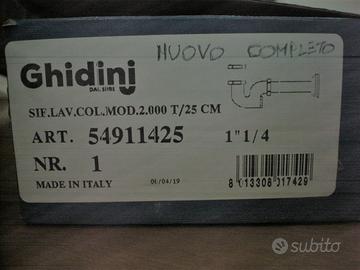 NUOVO COMPLETO
Ghidini
DAL
SIF.LAV.COL.MOD.2.000 T/25 CM
ART. 54911425 1"1/4
NR. 1
MADE IN ITALY 01/04/19
8 013308 017429
subito